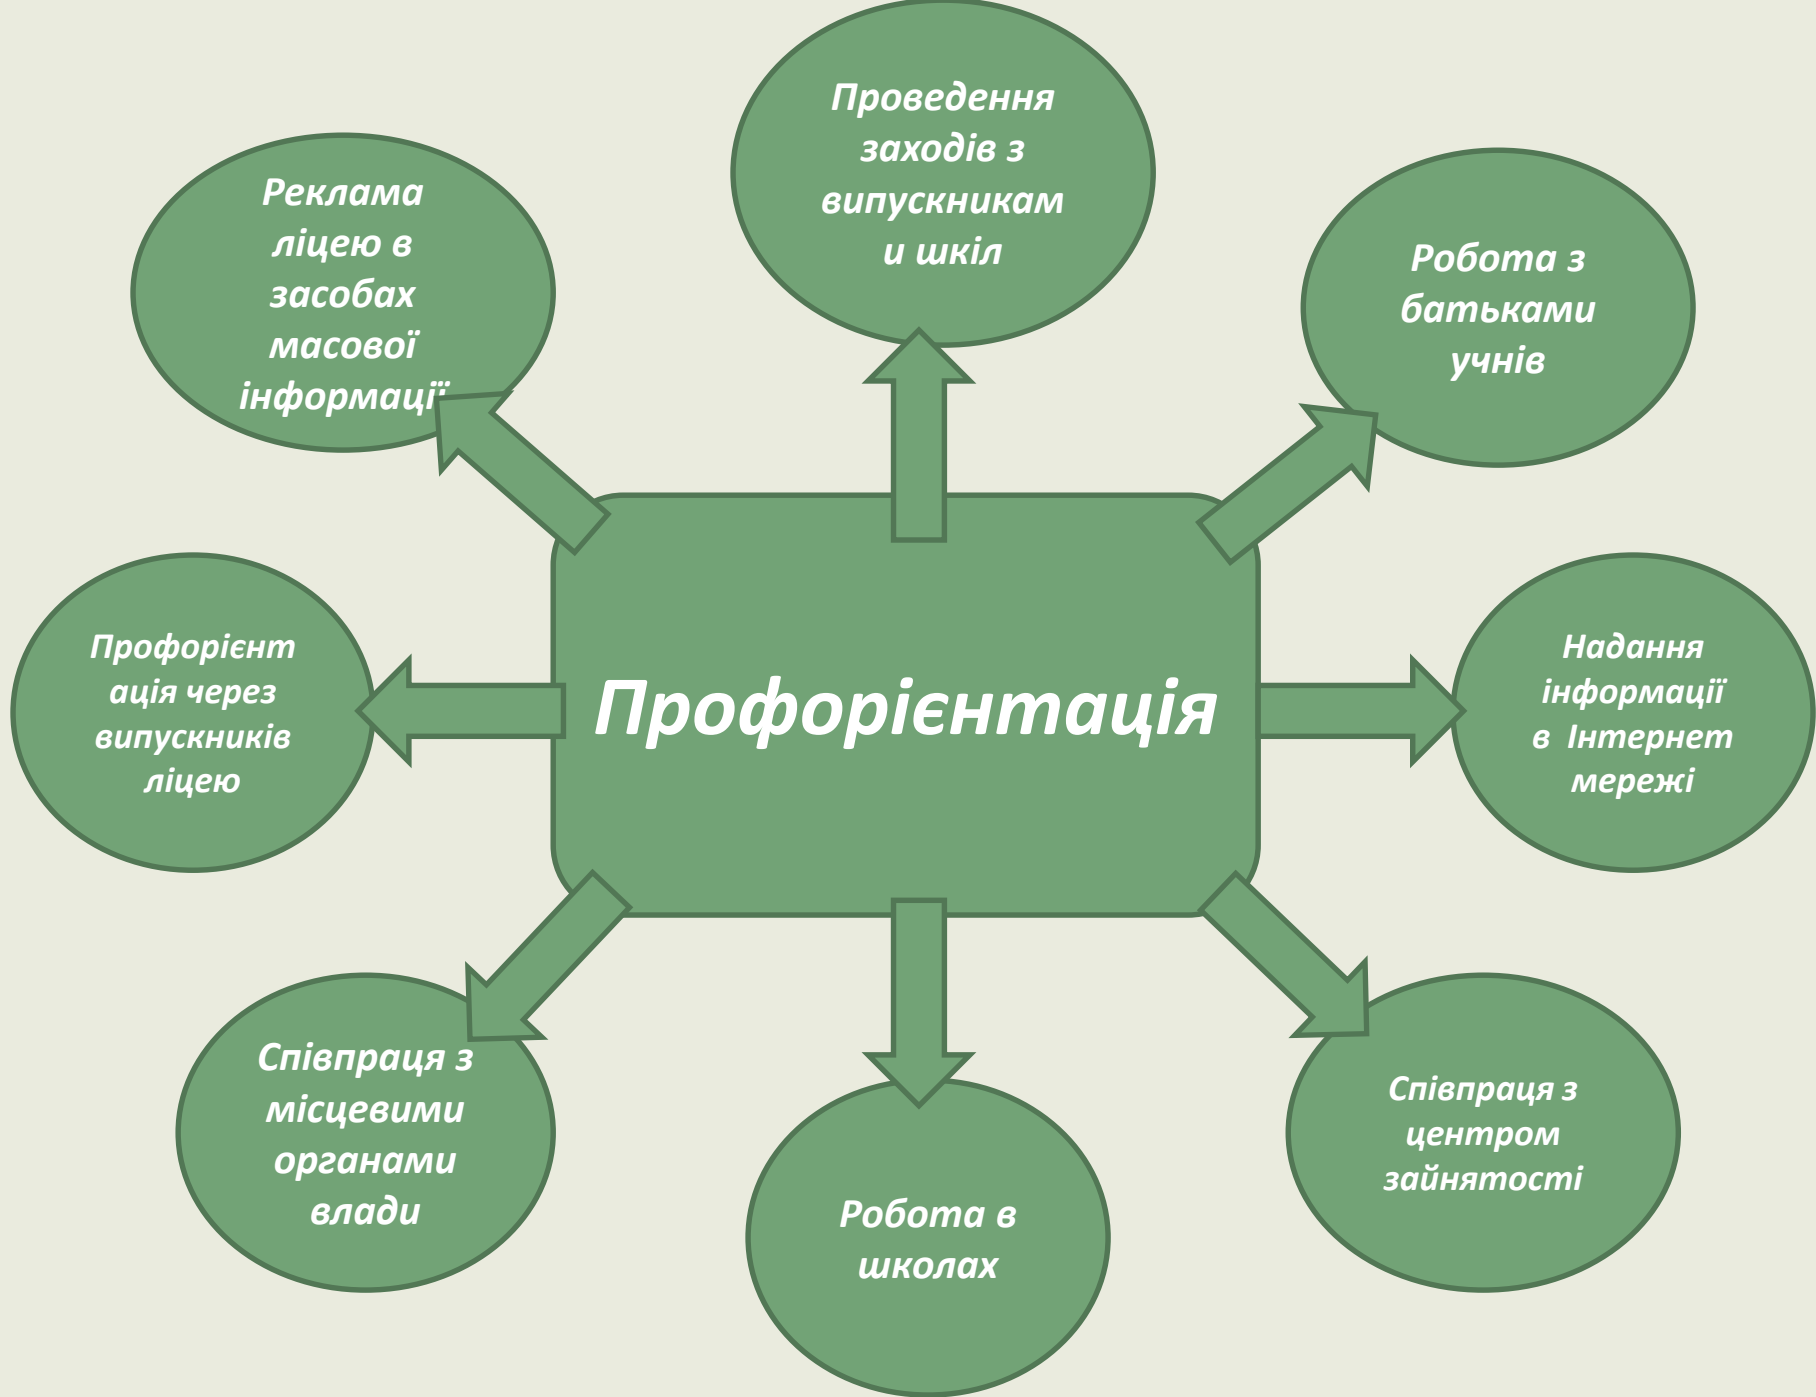 Проведення
заходів з
випускникам
и шкіл
Реклама
ліцею в
засобах
масової
інформації
Робота з
батьками
учнів
Профорієнт
ація через
випускників
ліцею
Профорієнтація
Надання
інформації
в Інтернет
мережі
Співпраця з
місцевими
органами
влади
Робота в
школах
Співпраця з
центром
зайнятості